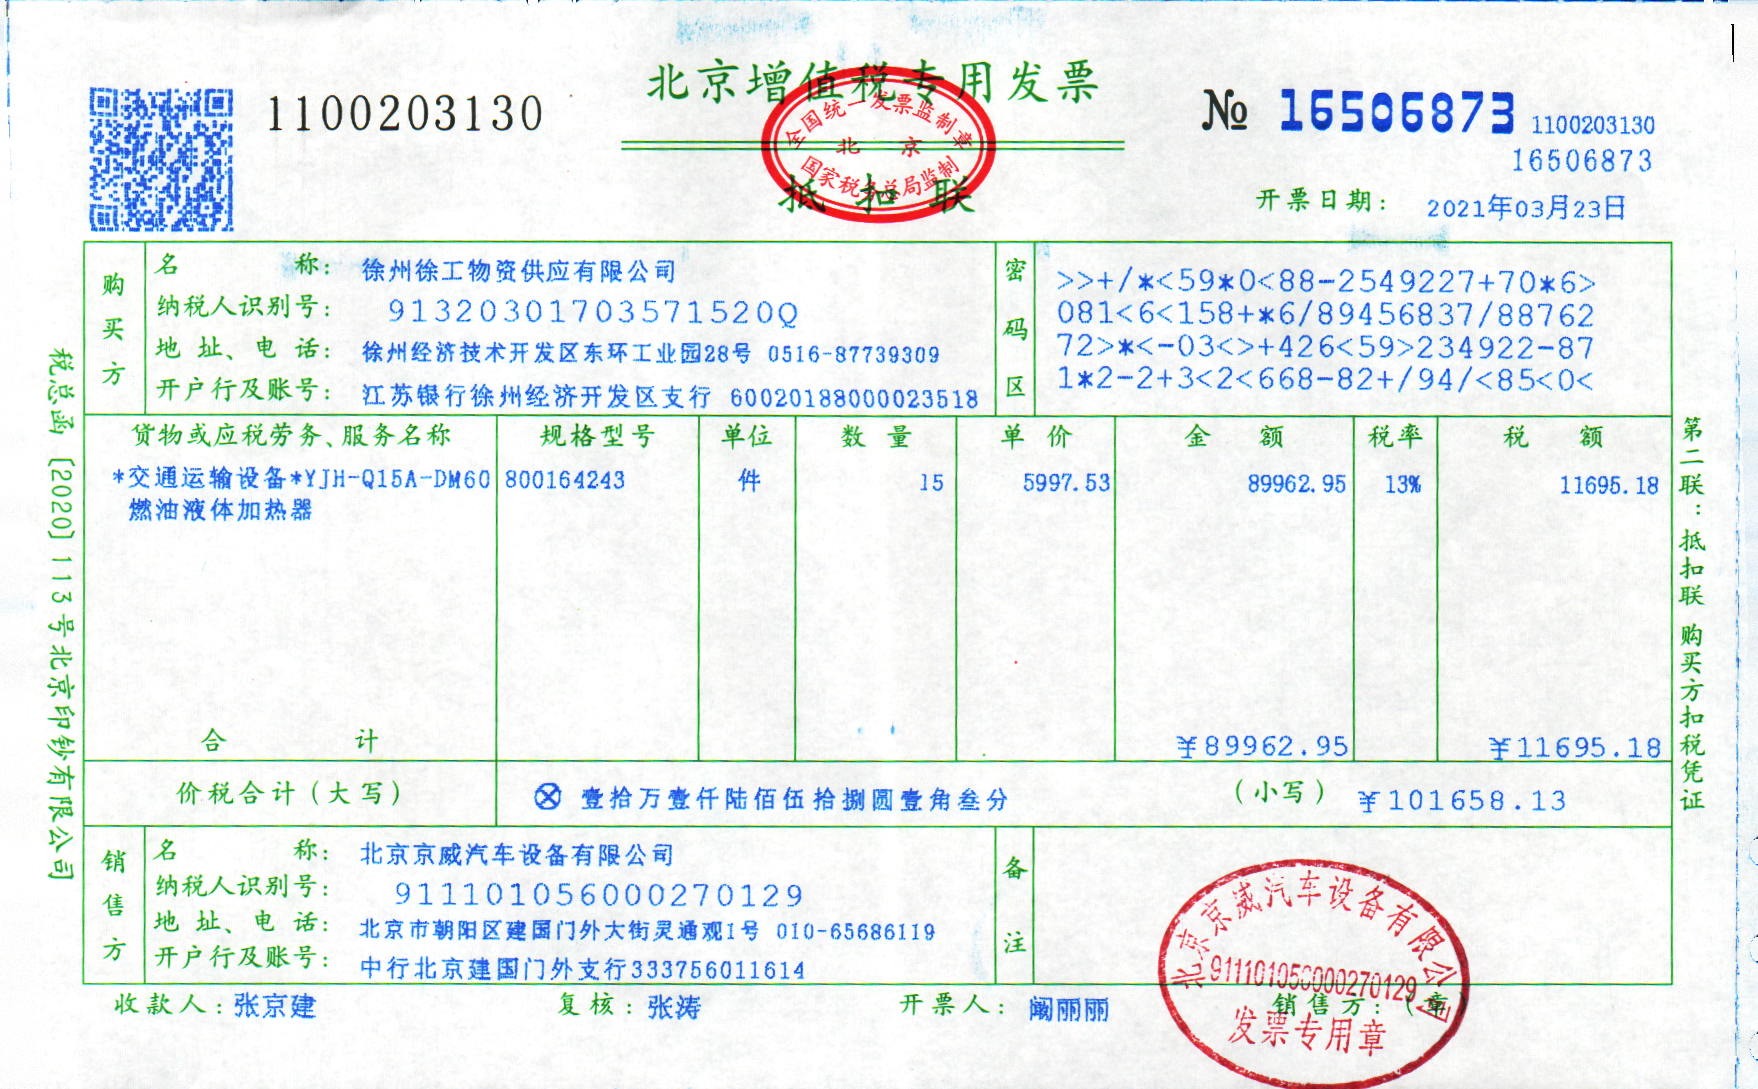 北京增值税专用发票
1100203130
№ 16506873
1100203130
16506873
全国统一发票监制章
北京
国家税务总局监制
抵扣联
开票日期: 2021年03月23日
购买方
名称: 徐州徐工物资供应有限公司
纳税人识别号: 91320301703571520Q
地址、电话: 徐州经济技术开发区东环工业园28号 0516-87739309
开户行及账号: 江苏银行徐州经济开发区支行 60020188000023518
密码区
>>+/*<59*0<88-2549227+70*6>
081<6<158+*6/89456837/88762
72>*<-03<>+426<59>234922-87
1*2-2+3<2<668-82+/94/<85<0<
货物或应税劳务、服务名称 规格型号 单位 数量 单价 金额 税率 税额
*交通运输设备*YJH-Q15A-DM60 800164243 件 15 5997.53 89962.95 13% 11695.18
燃油液体加热器
合计 ¥89962.95 ¥11695.18
价税合计(大写) ⊗ 壹拾万壹仟陆佰伍拾捌圆壹角叁分 (小写) ¥101658.13
销售方
名称: 北京京威汽车设备有限公司
纳税人识别号: 911101056000270129
地址、电话: 北京市朝阳区建国门外大街灵通观1号 010-65686119
开户行及账号: 中行北京建国门外支行333756011614
备注
北京京威汽车设备有限公司
911101056000270129
发票专用章
收款人: 张京建 复核: 张涛 开票人: 阚丽丽 销售方: (章)
税总函〔2020〕113号北京印钞有限公司
第二联: 抵扣联 购买方扣税凭证